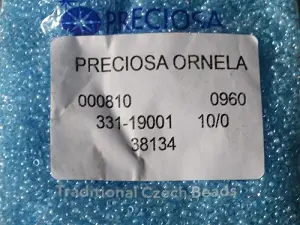 PRECIOSA
PRECIOSA ORNELA
000810 0960
331-19001 10/0
38134
Traditional Czech Beads